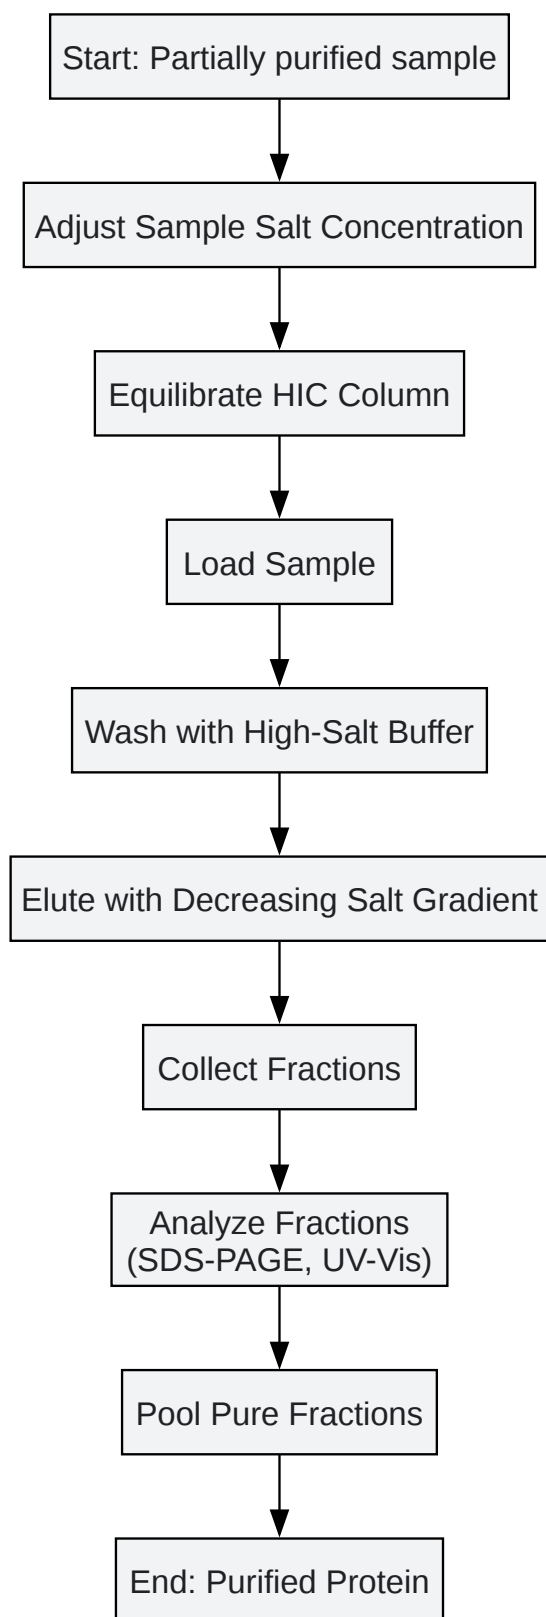 Start: Partially purified sample
Adjust Sample Salt Concentration
Equilibrate HIC Column
Load Sample
Wash with High-Salt Buffer
Elute with Decreasing Salt Gradient
Collect Fractions
Analyze Fractions
(SDS-PAGE, UV-Vis)
Pool Pure Fractions
End: Purified Protein